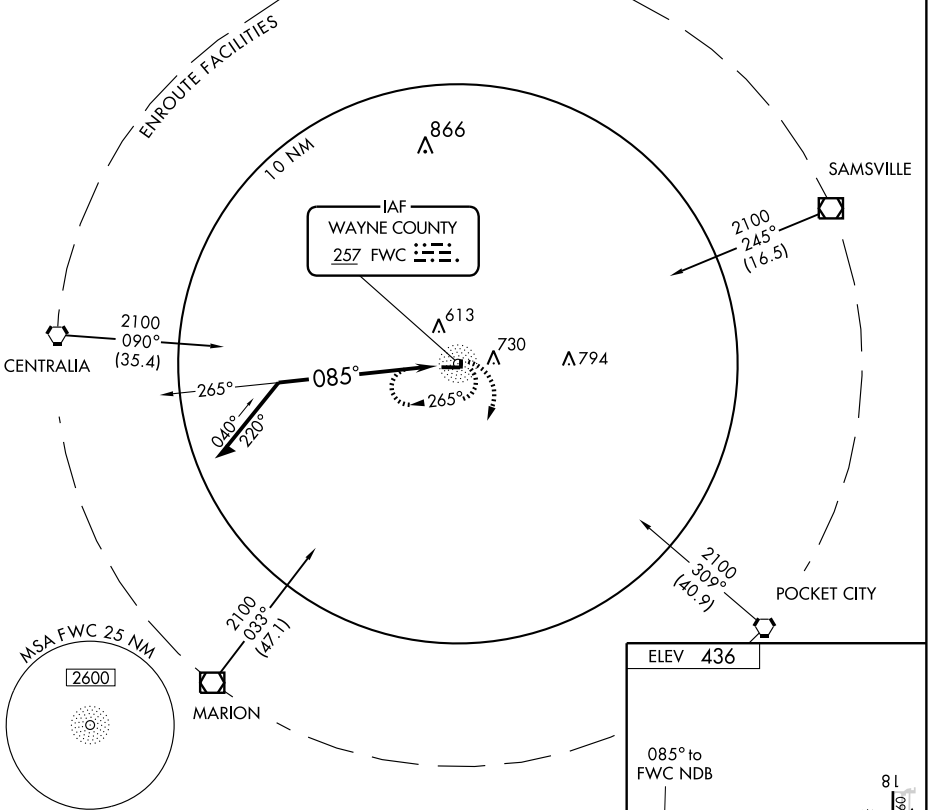 ENROUTE FACILITIES
10 NM
866
SAMSVILLE
2100
245°
(16.5)
IAF
WAYNE COUNTY
257 FWC
613
730
794
2100
090°
(35.4)
CENTRALIA
265°
085°
265°
040°
220°
2100
309°
(40.9)
POCKET CITY
2100
033°
(47.1)
MARION
MSA FWC 25 NM
2600
ELEV 436
085° to
FWC NDB
18